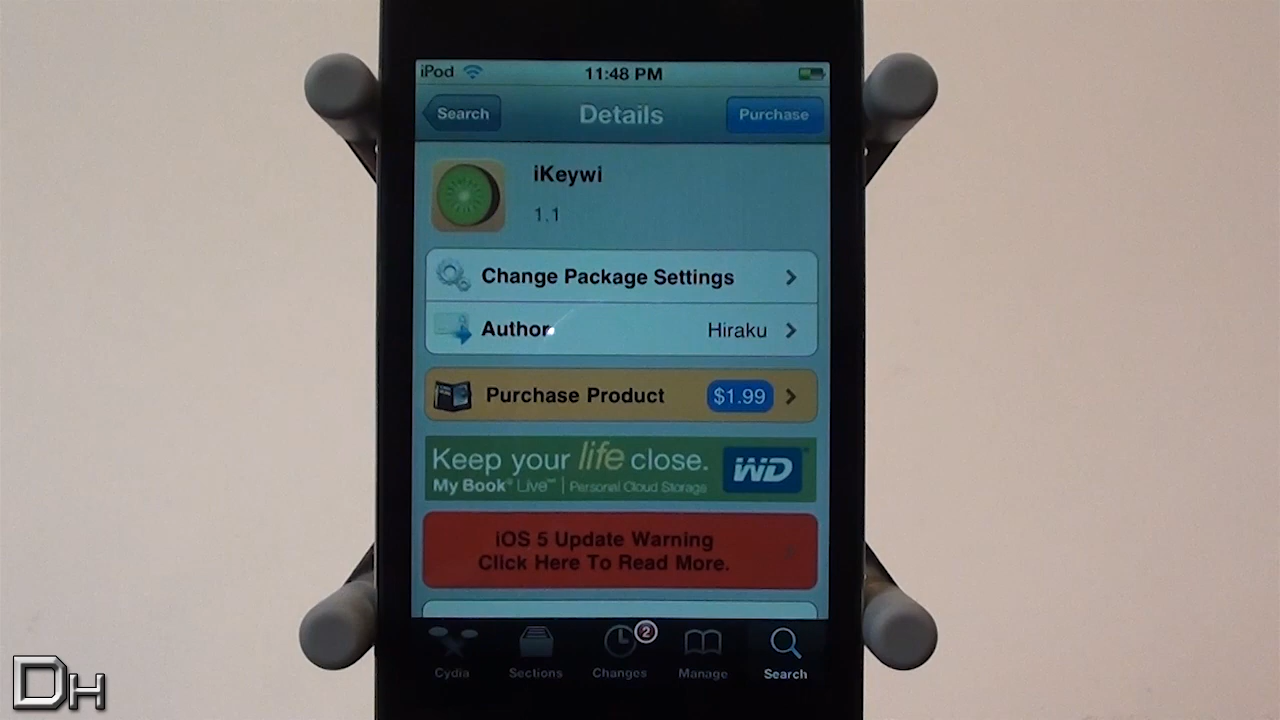 iPod 11:48 PM
Search Details Purchase
iKeywi
1.1
Change Package Settings
Author Hiraku
Purchase Product $1.99
Keep your life close.
WD
My Book® Live™ | Personal Cloud Storage
iOS 5 Update Warning
Click Here To Read More.
2
Cydia Sections Changes Manage Search
DH